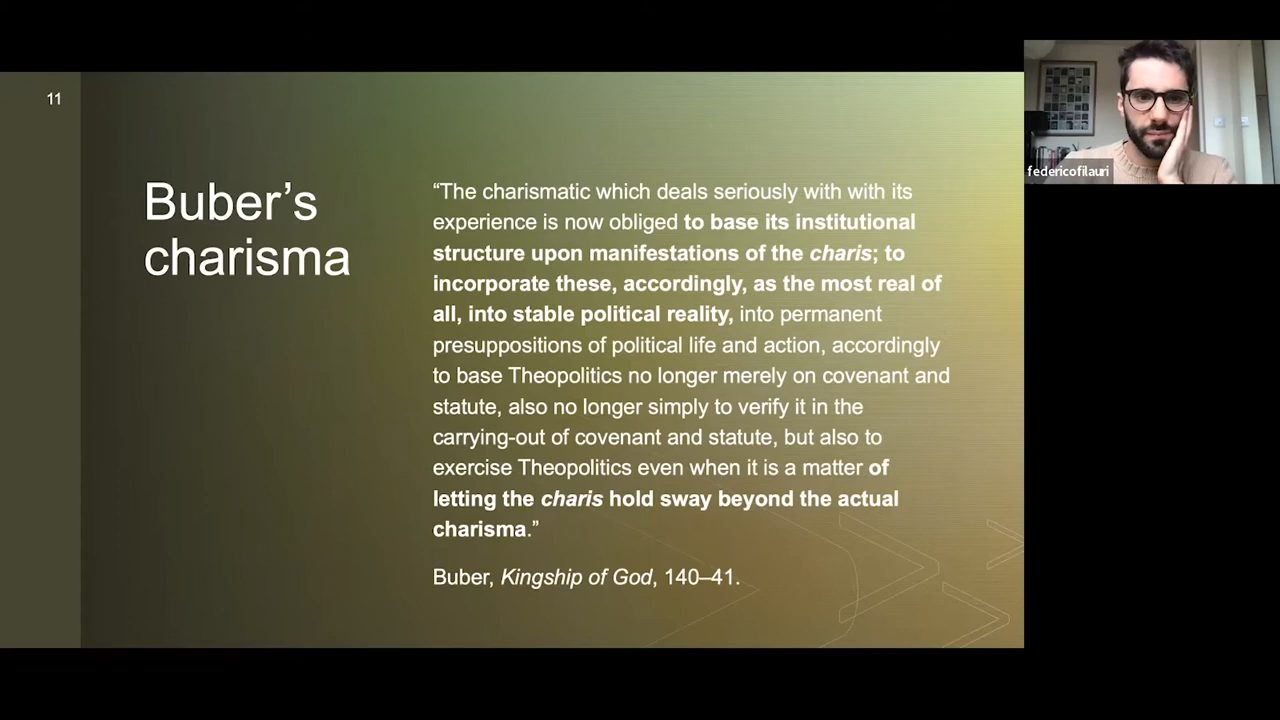 11
Buber’s
charisma
“The charismatic which deals seriously with with its
experience is now obliged to base its institutional
structure upon manifestations of the charis; to
incorporate these, accordingly, as the most real of
all, into stable political reality, into permanent
presuppositions of political life and action, accordingly
to base Theopolitics no longer merely on covenant and
statute, also no longer simply to verify it in the
carrying-out of covenant and statute, but also to
exercise Theopolitics even when it is a matter of
letting the charis hold sway beyond the actual
charisma.”
Buber, Kingship of God, 140–41.
federicofilauri